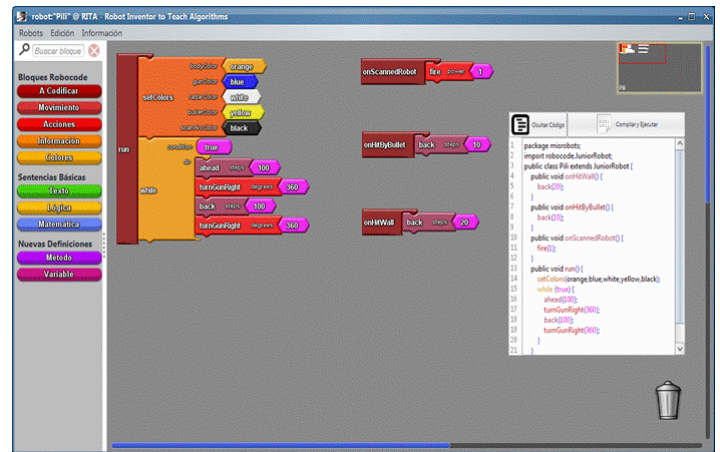 robot:"Pili" @ RITA - Robot Inventor to Teach Algorithms
Robots Edición Información
Buscar bloque
Bloques Robocode
A Codificar
Movimiento
Acciones
Información
Colores
Sentencias Básicas
Texto
Lógica
Matemática
Nuevas Definiciones
Metodo
Variable
run
setColors
bodyColor orange
gunColor blue
radarColor white
bulletColor yellow
scanArcColor black
while
condition true
do
ahead steps 100
turnGunRight degrees 360
back steps 100
turnGunRight degrees 360
onScannedRobot fire power 1
onHitByBullet back steps 10
onHitWall back steps 20
Pili
Ocultar Código Compilar y Ejecutar
1 package misrobots;
2 import robocode.JuniorRobot;
3 public class Pili extends JuniorRobot {
4 public void onHitWall() {
5 back(20);
6 }
7 public void onHitByBullet() {
8 back(10);
9 }
10 public void onScannedRobot() {
11 fire(1);
12 }
13 public void run() {
14 setColors(orange,blue,white,yellow,black);
15 while (true) {
16 ahead(100);
17 turnGunRight(360);
18 back(100);
19 turnGunRight(360);
20 }
21 }